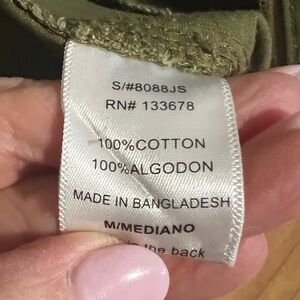 S/#8088JS
RN# 133678
100%COTTON
100%ALGODON
MADE IN BANGLADESH
M/MEDIANO
the back